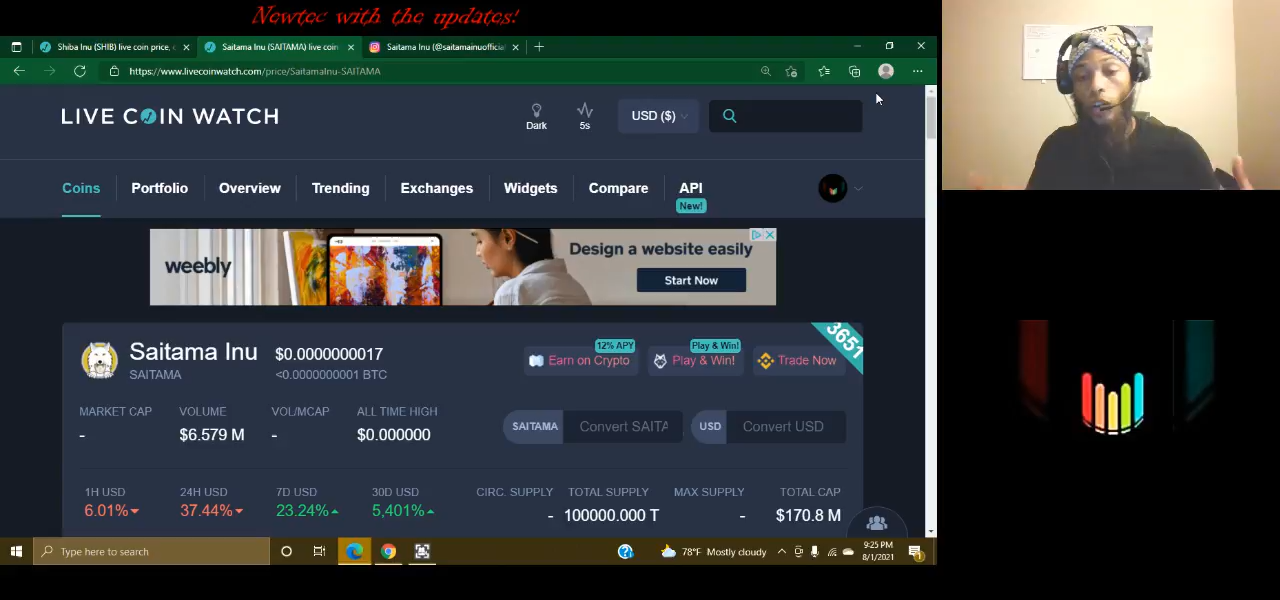 Newtec with the updates!
Shiba Inu (SHIB) live coin price,
Saitama Inu (SAITAMA) live coin
Saitama Inu (@saitamainuofficia
https://www.livecoinwatch.com/price/SaitamaInu-SAITAMA
LIVE COIN WATCH
Dark
5s
USD ($)
Coins
Portfolio
Overview
Trending
Exchanges
Widgets
Compare
API
New!
weebly
Design a website easily
Start Now
3651
Saitama Inu
$0.0000000017
SAITAMA
<0.0000000001 BTC
12% APY
Earn on Crypto
Play & Win!
Play & Win!
Trade Now
MARKET CAP
VOLUME
VOL/MCAP
ALL TIME HIGH
-
$6.579 M
-
$0.000000
SAITAMA
Convert SAITA
USD
Convert USD
1H USD
24H USD
7D USD
30D USD
CIRC. SUPPLY
TOTAL SUPPLY
MAX SUPPLY
TOTAL CAP
6.01%
37.44%
23.24%
5,401%
-
100000.000 T
-
$170.8 M
Type here to search
78°F Mostly cloudy
9:25 PM
8/1/2021
1